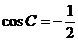 cos C = -1/2